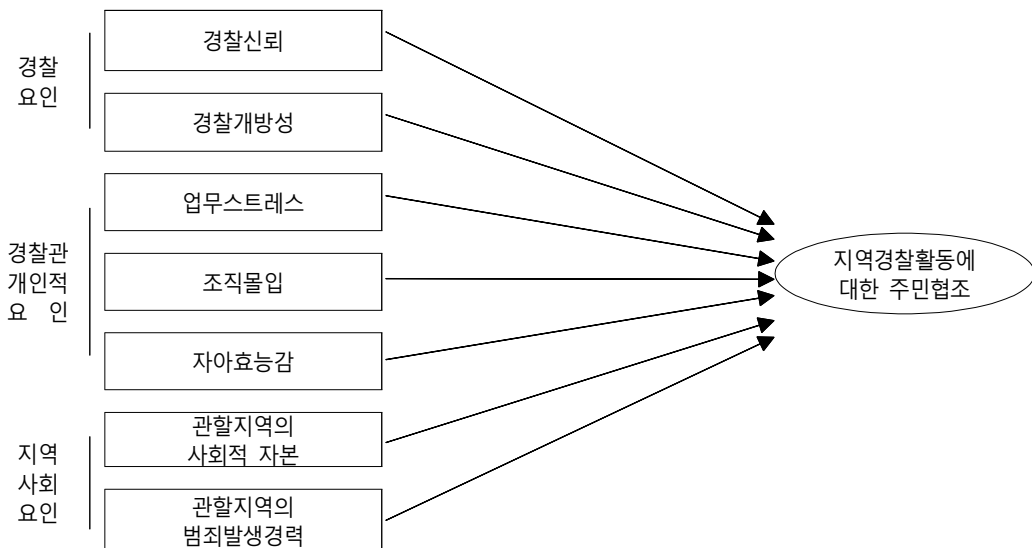 경찰
요인
경찰신뢰
경찰개방성
경찰관
개인적
요 인
업무스트레스
조직몰입
자아효능감
지역
사회
요인
관할지역의
사회적 자본
관할지역의
범죄발생경력
지역경찰활동에
대한 주민협조